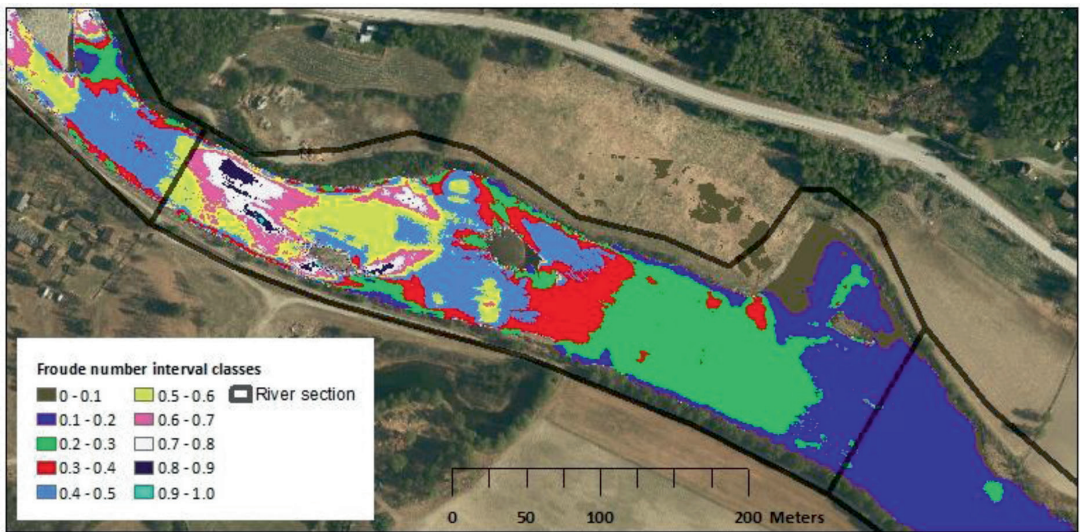 Froude number interval classes
0 - 0.1
0.1 - 0.2
0.2 - 0.3
0.3 - 0.4
0.4 - 0.5
0.5 - 0.6
0.6 - 0.7
0.7 - 0.8
0.8 - 0.9
0.9 - 1.0
River section
0 50 100 200 Meters